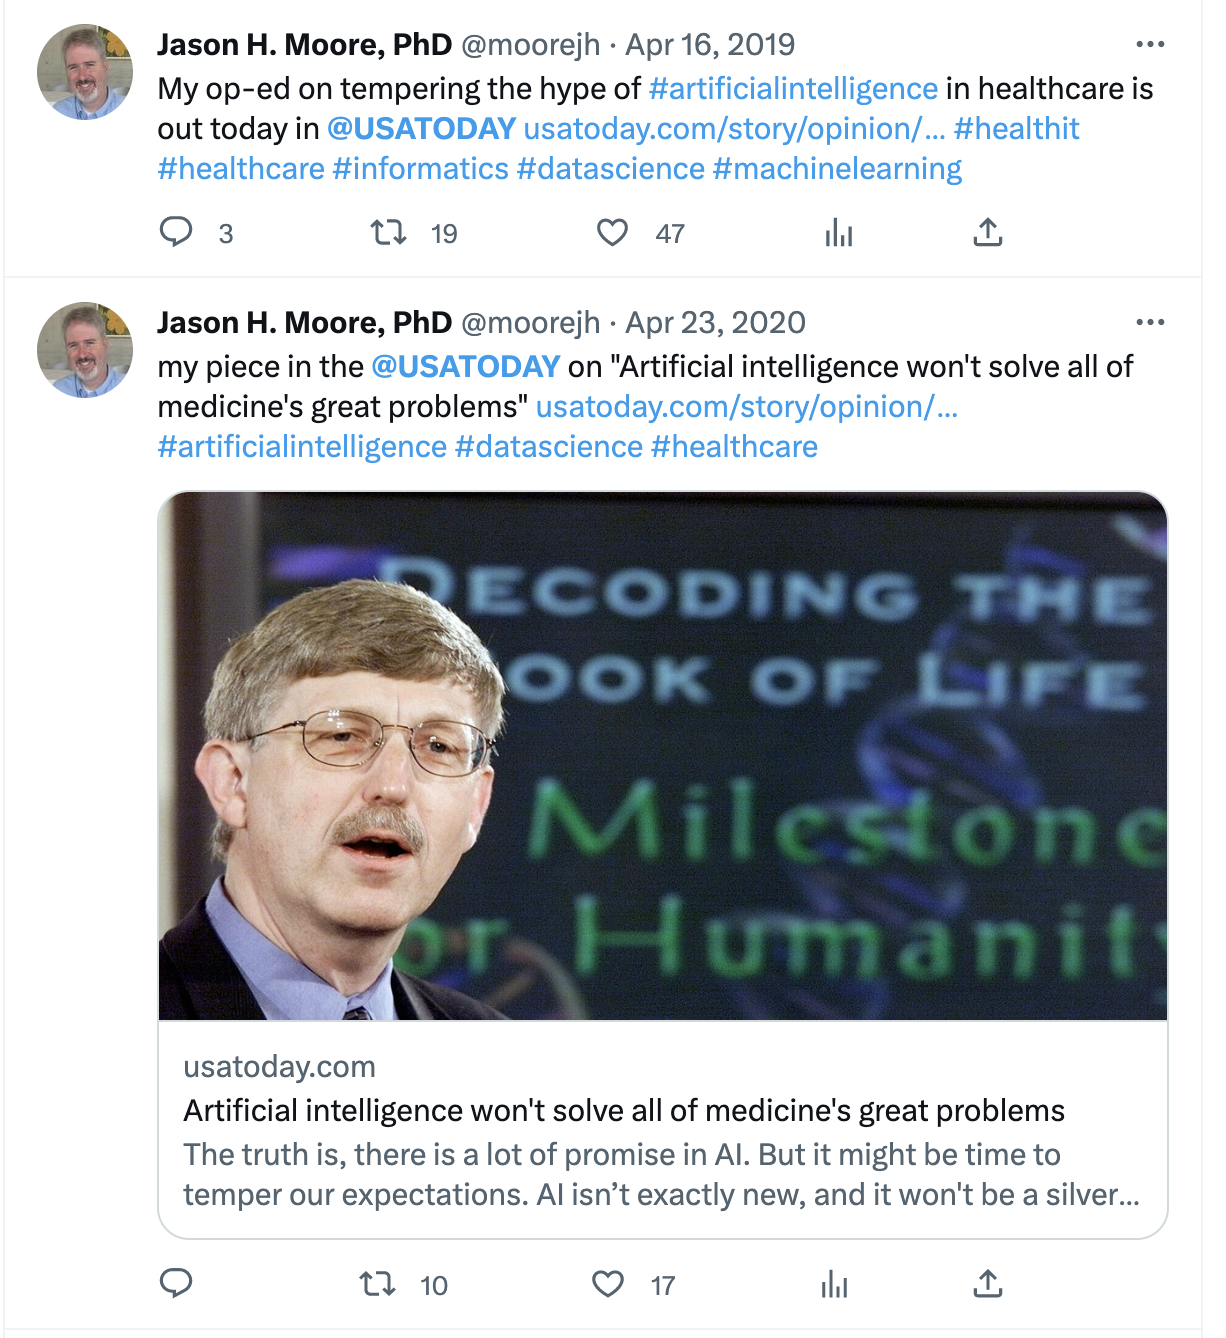 Jason H. Moore, PhD @moorejh · Apr 16, 2019
My op-ed on tempering the hype of #artificialintelligence in healthcare is
out today in @USATODAY usatoday.com/story/opinion/… #healthit
#healthcare #informatics #datascience #machinelearning
3 19 47
Jason H. Moore, PhD @moorejh · Apr 23, 2020
my piece in the @USATODAY on "Artificial intelligence won't solve all of
medicine's great problems" usatoday.com/story/opinion/…
#artificialintelligence #datascience #healthcare
DECODING THE
OOK OF LIFE
Milestone
or Humanity
usatoday.com
Artificial intelligence won't solve all of medicine's great problems
The truth is, there is a lot of promise in AI. But it might be time to
temper our expectations. AI isn’t exactly new, and it won't be a silver...
10 17